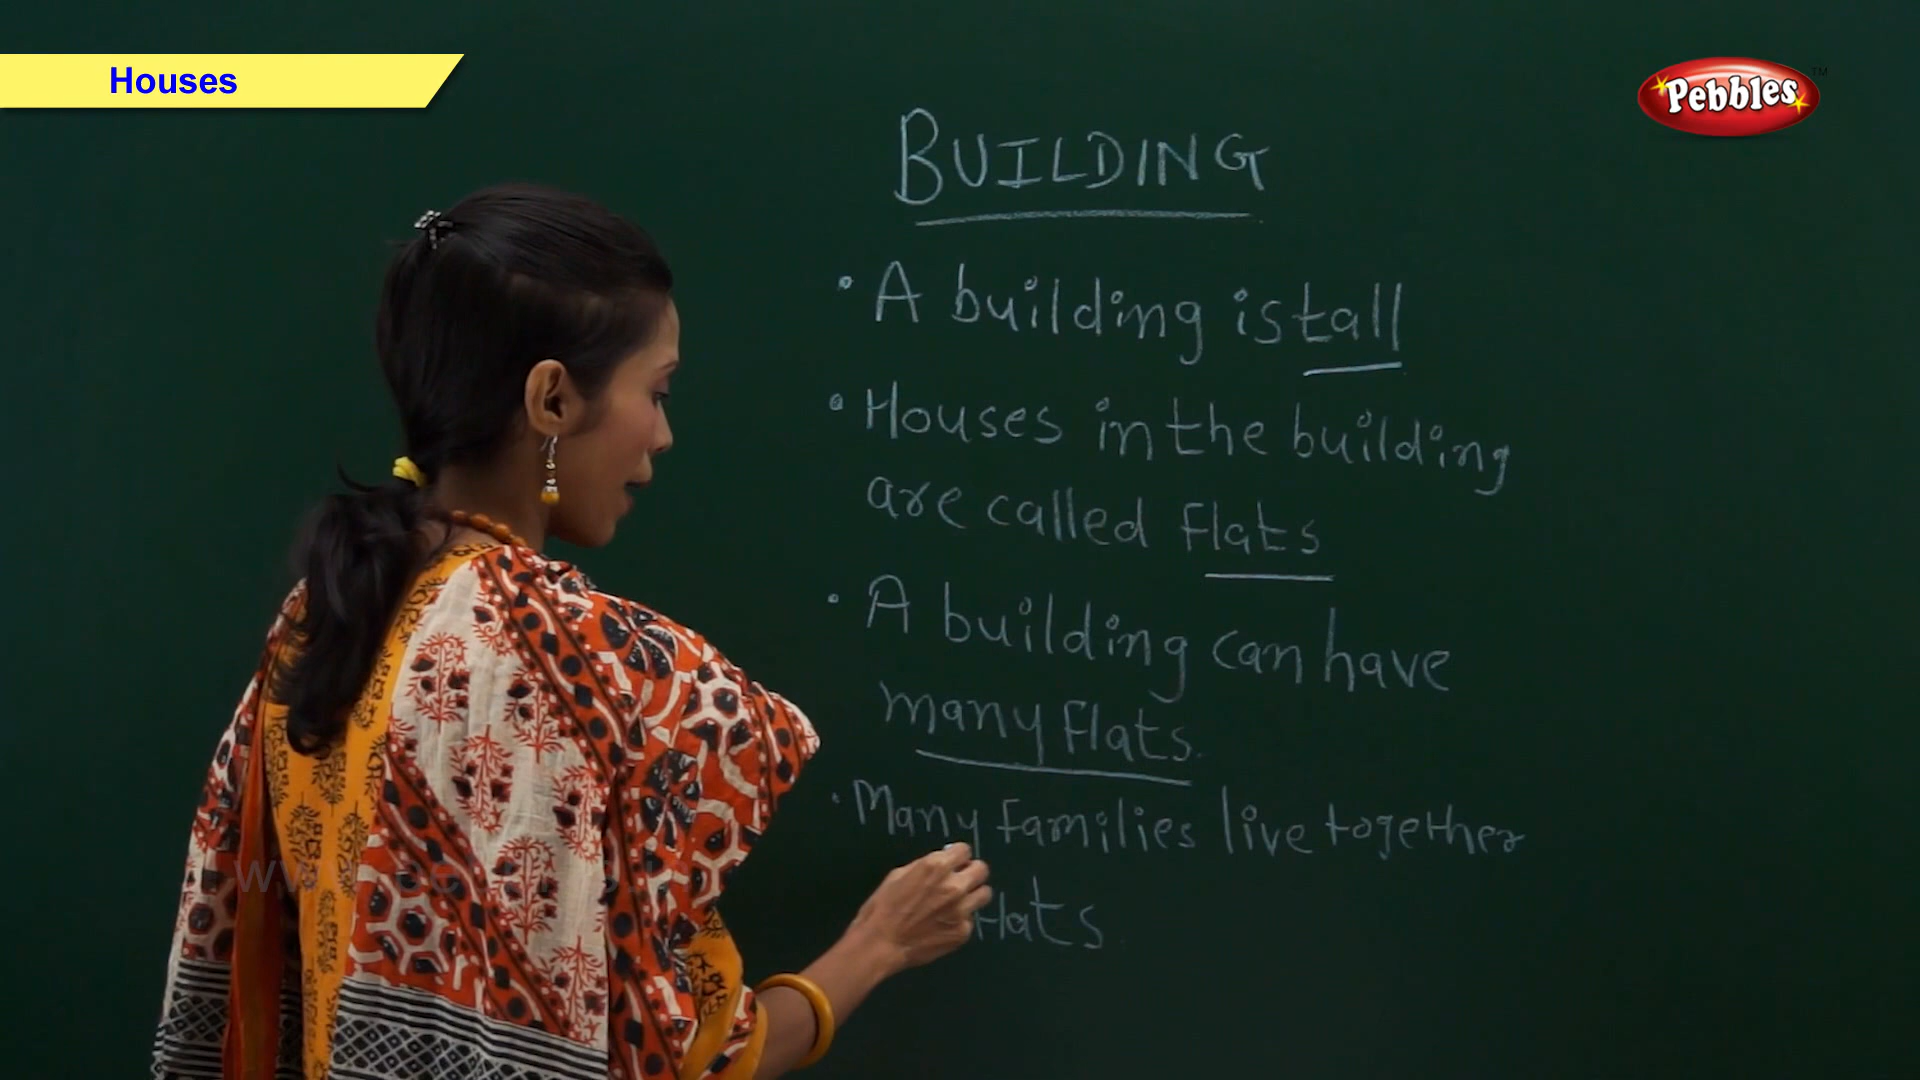 Houses
Pebbles™
BUILDING
• A building is tall
• Houses in the building
are called flats
• A building can have
many flats.
• Many families live together
flats.